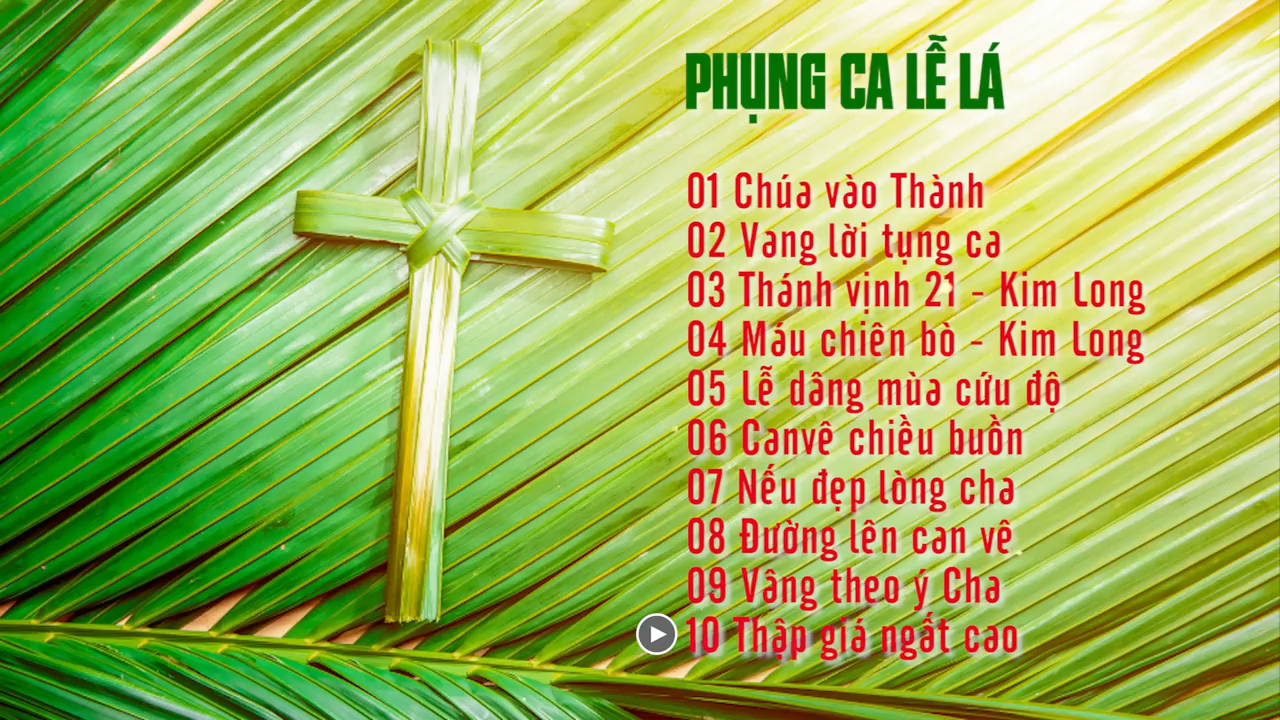 PHỤNG CA LỄ LÁ
01 Chúa vào Thành
02 Vang lời tụng ca
03 Thánh vịnh 21 - Kim Long
04 Máu chiên bò - Kim Long
05 Lễ dâng mùa cứu độ
06 Canvê chiều buồn
07 Nếu đẹp lòng cha
08 Đường lên can vê
09 Vâng theo ý Cha
10 Thập giá ngất cao